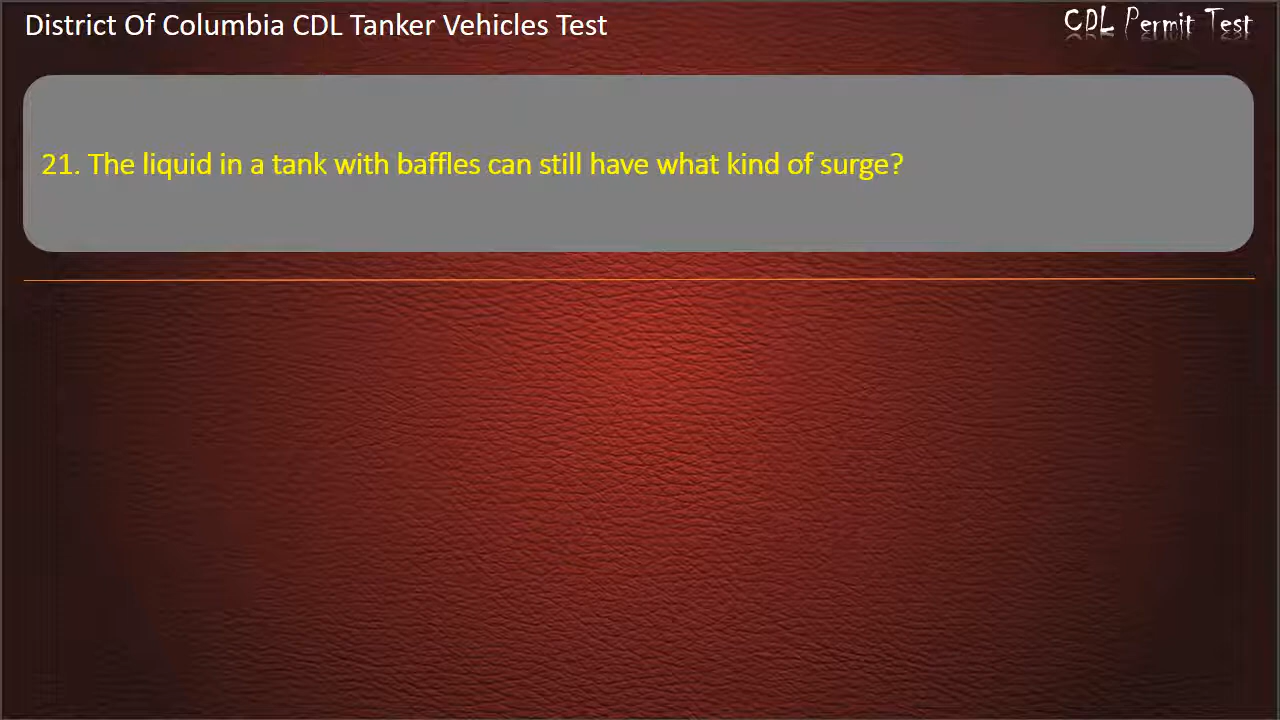 District Of Columbia CDL Tanker Vehicles Test
CDL Permit Test
21. The liquid in a tank with baffles can still have what kind of surge?